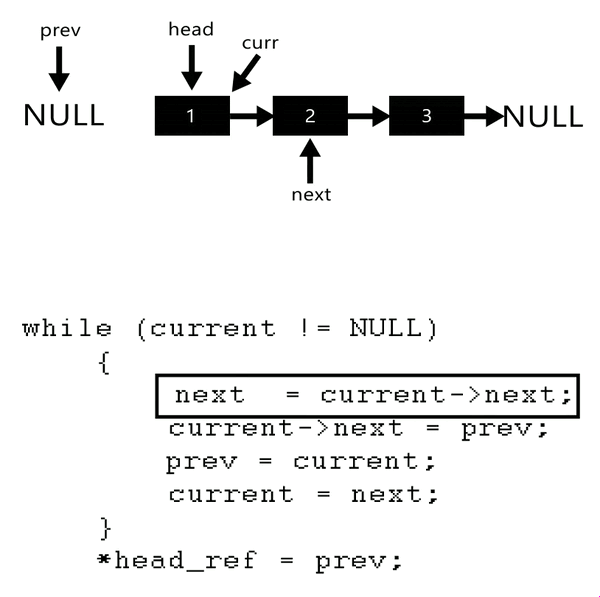 prev
head
curr
NULL
1
2
3
NULL
next
while (current != NULL)
{
next  = current->next;
current->next = prev;
prev = current;
current = next;
}
*head_ref = prev;